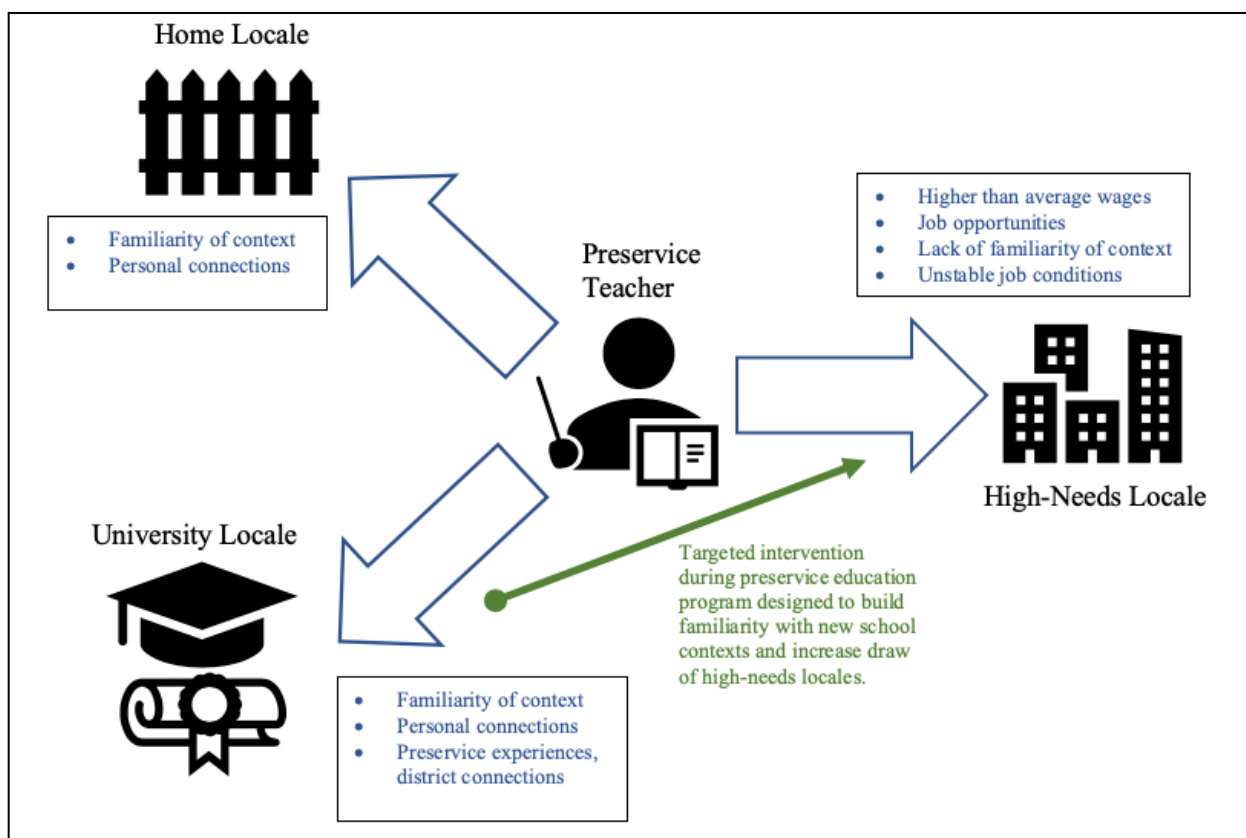 Home Locale
• Familiarity of context
• Personal connections
Preservice
Teacher
• Higher than average wages
• Job opportunities
• Lack of familiarity of context
• Unstable job conditions
High-Needs Locale
University Locale
• Familiarity of context
• Personal connections
• Preservice experiences,
district connections
Targeted intervention
during preservice education
program designed to build
familiarity with new school
contexts and increase draw
of high-needs locales.